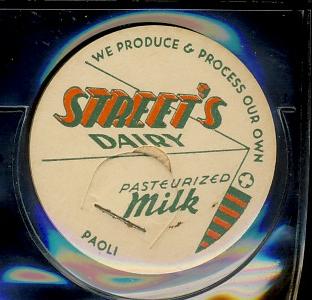 WE PRODUCE & PROCESS OUR OWN
STREET'S
DAIRY
PASTEURIZED
Milk
PAOLI